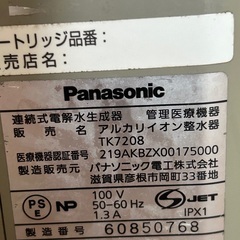 ートリッジ品番:
販売店名:
Panasonic
連続式電解水生成器 管理医療機器
販売名 アルカリイオン整水器
TK7208
医療機器認証番号 219AKBZX00175000
製造販売元 パナソニック電工株式会社
滋賀県彦根市岡町33番地
PS E NP 100 V 50-60 Hz 1.3 A JET IPX1
製造番号 60850768